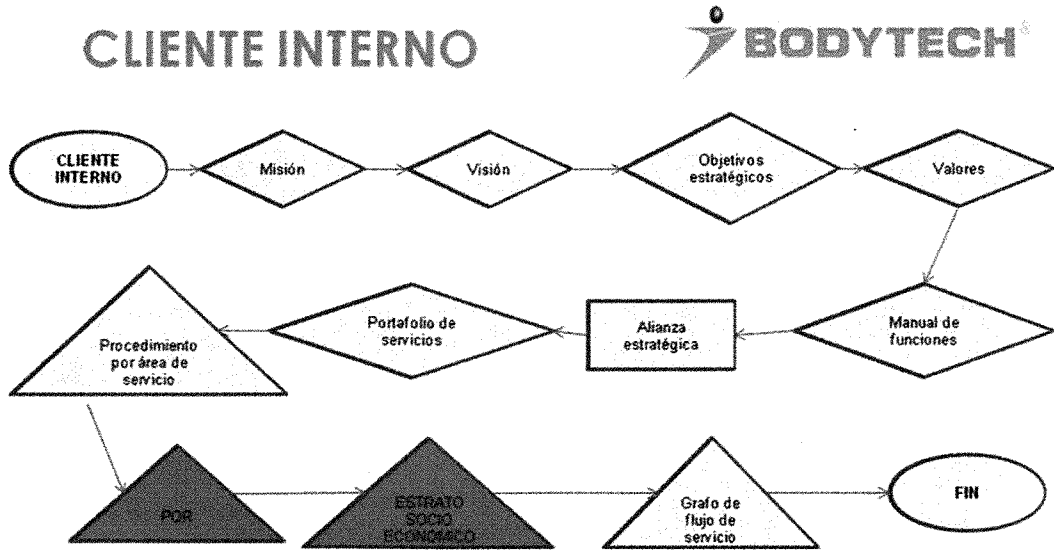 CLIENTE INTERNO
BODYTECH®
CLIENTE
INTERNO
Misión
Visión
Objetivos
estratégicos
Valores
Procedimiento
por área de
servicio
Portafolio de
servicios
Alianza
estratégica
Manual de
funciones
POR
ESTRATO
SOCIO
ECONOMICO
Grafo de
flujo de
servicio
FIN